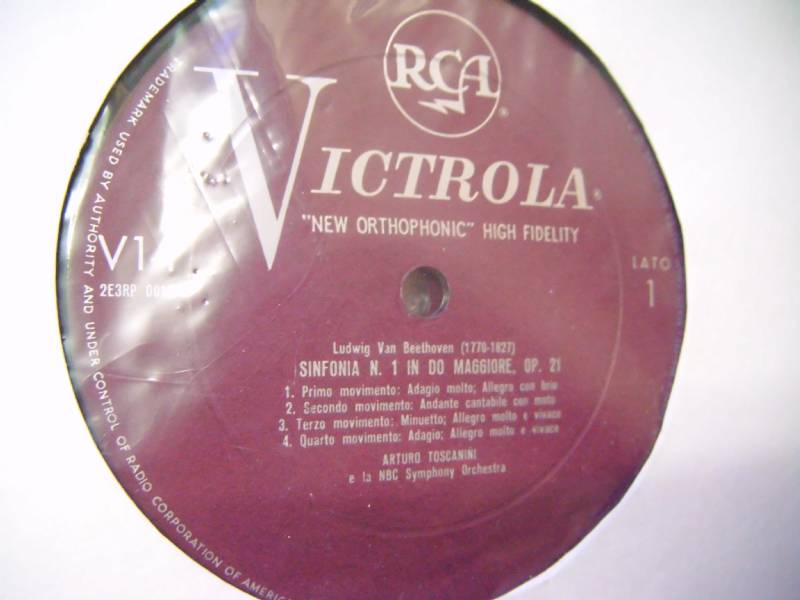 RCA
VICTROLA
"NEW ORTHOPHONIC" HIGH FIDELITY
LATO
1
Ludwig Van Beethoven (1770-1827)
SINFONIA N. 1 IN DO MAGGIORE, OP. 21
1. Primo movimento: Adagio molto; Allegro con brio
2. Secondo movimento: Andante cantabile con moto
3. Terzo movimento: Minuetto; Allegro molto e vivace
4. Quarto movimento: Adagio; Allegro molto e vivace
ARTURO TOSCANINI
e la NBC Symphony Orchestra
2E3RP
TRADEMARK USED BY AUTHORITY AND UNDER CONTROL OF RADIO CORPORATION OF